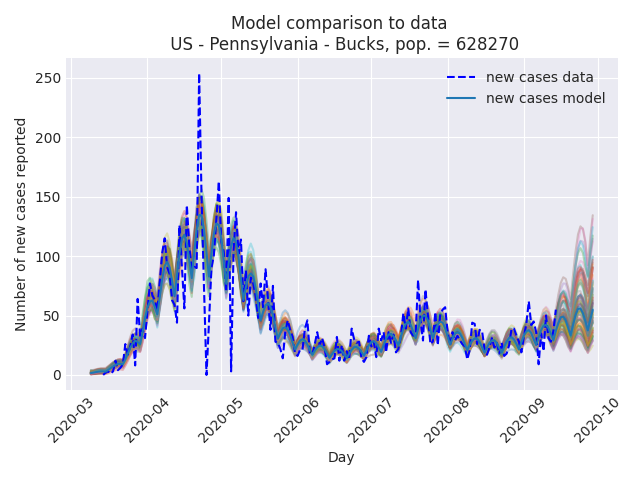 Model comparison to data
US - Pennsylvania - Bucks, pop. = 628270
new cases data
new cases model
Number of new cases reported
250
200
150
100
50
0
2020-03
2020-04
2020-05
2020-06
2020-07
2020-08
2020-09
2020-10
Day